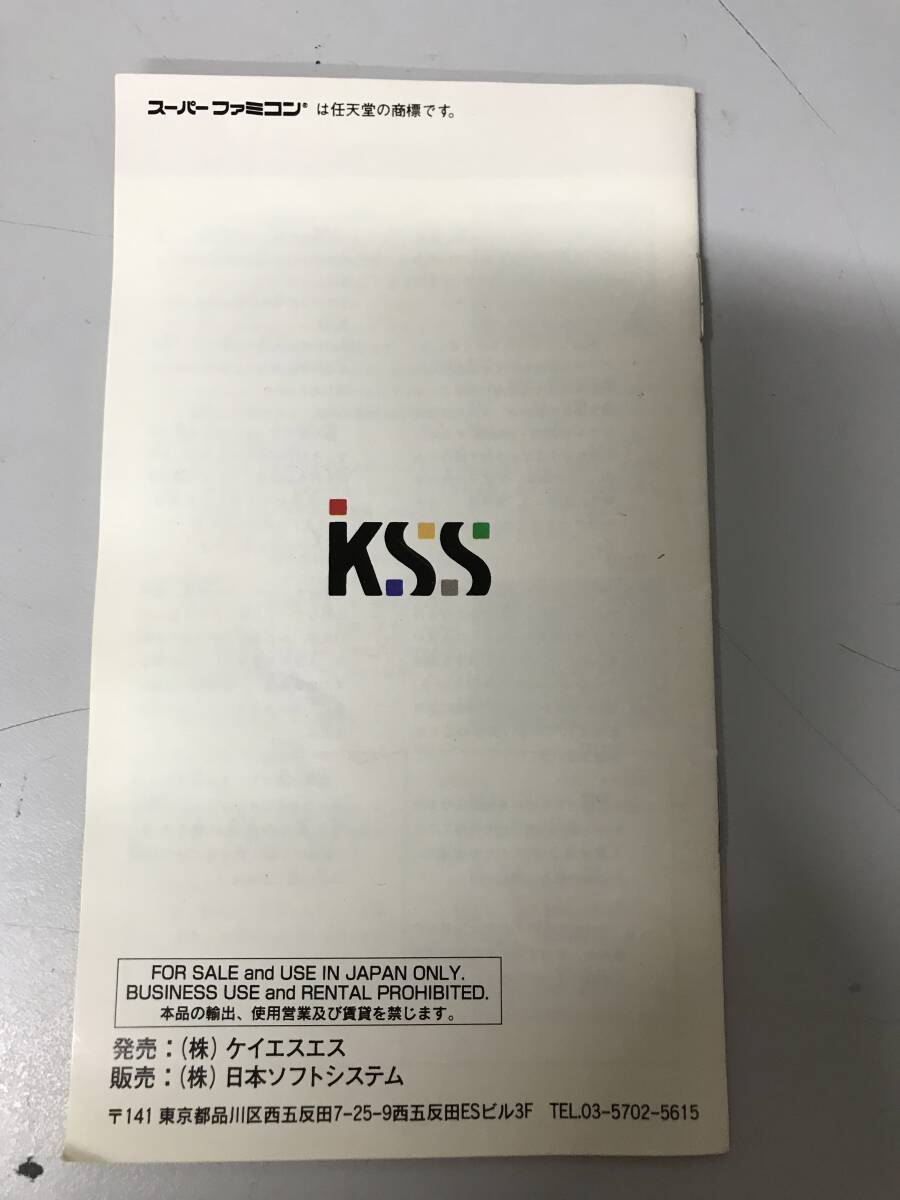 スーパーファミコン® は任天堂の商標です。
KSS
FOR SALE and USE IN JAPAN ONLY.
BUSINESS USE and RENTAL PROHIBITED.
本品の輸出、使用営業及び賃貸を禁じます。
発売：（株）ケイエスエス
販売：（株）日本ソフトシステム
〒141 東京都品川区西五反田7-25-9西五反田ESビル3F TEL.03-5702-5615